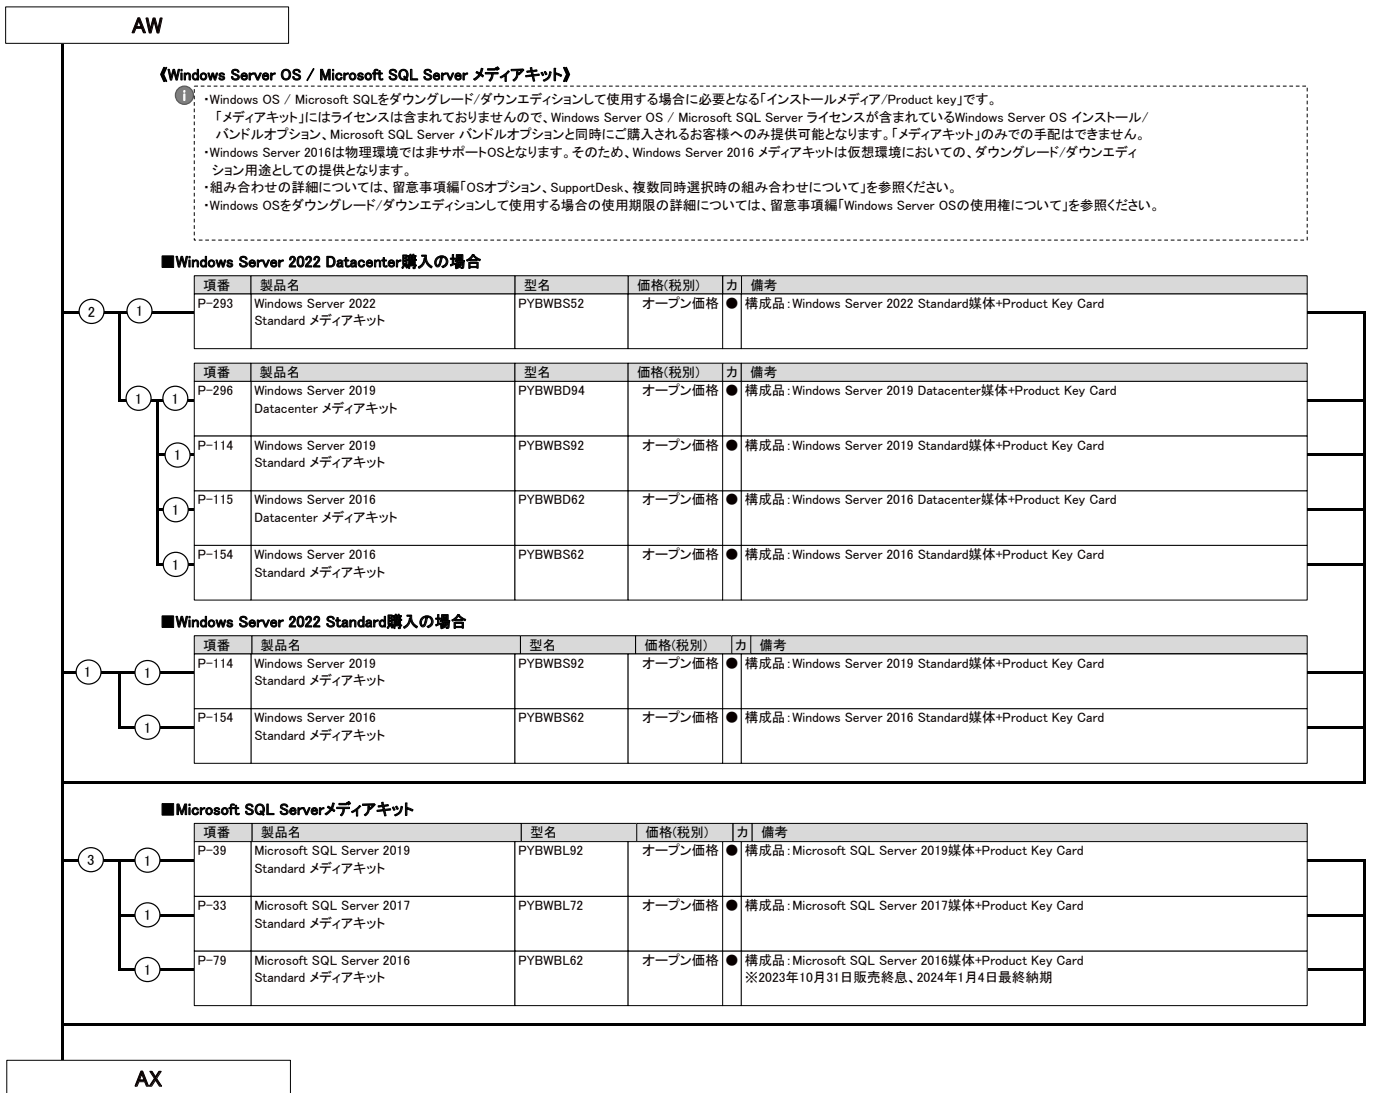 AW
《Windows Server OS / Microsoft SQL Server メディアキット》
i
・Windows OS / Microsoft SQLをダウングレード/ダウンエディションして使用する場合に必要となる「インストールメディア/Product key」です。
「メディアキット」にはライセンスは含まれておりませんので、Windows Server OS / Microsoft SQL Server ライセンスが含まれているWindows Server OS インストール/
バンドルオプション、Microsoft SQL Server バンドルオプションと同時にご購入されるお客様へのみ提供可能となります。「メディアキット」のみでの手配はできません。
・Windows Server 2016は物理環境では非サポートOSとなります。そのため、Windows Server 2016 メディアキットは仮想環境においての、ダウングレード/ダウンエディ
ション用途としての提供となります。
・組み合わせの詳細については、留意事項編「OSオプション、SupportDesk、複数同時選択時の組み合わせについて」を参照ください。
・Windows OSをダウングレード/ダウンエディションして使用する場合の使用期限の詳細については、留意事項編「Windows Server OSの使用権について」を参照ください。
■Windows Server 2022 Datacenter購入の場合
項番 製品名 型名 価格(税別) カ 備考
2 1 P-293 Windows Server 2022 PYBWBS52 オープン価格 ● 構成品：Windows Server 2022 Standard媒体+Product Key Card
Standard メディアキット
項番 製品名 型名 価格(税別) カ 備考
1 1 P-296 Windows Server 2019 PYBWBD94 オープン価格 ● 構成品：Windows Server 2019 Datacenter媒体+Product Key Card
Datacenter メディアキット
1 P-114 Windows Server 2019 PYBWBS92 オープン価格 ● 構成品：Windows Server 2019 Standard媒体+Product Key Card
Standard メディアキット
1 P-115 Windows Server 2016 PYBWBD62 オープン価格 ● 構成品：Windows Server 2016 Datacenter媒体+Product Key Card
Datacenter メディアキット
1 P-154 Windows Server 2016 PYBWBS62 オープン価格 ● 構成品：Windows Server 2016 Standard媒体+Product Key Card
Standard メディアキット
■Windows Server 2022 Standard購入の場合
項番 製品名 型名 価格(税別) カ 備考
1 1 P-114 Windows Server 2019 PYBWBS92 オープン価格 ● 構成品：Windows Server 2019 Standard媒体+Product Key Card
Standard メディアキット
1 P-154 Windows Server 2016 PYBWBS62 オープン価格 ● 構成品：Windows Server 2016 Standard媒体+Product Key Card
Standard メディアキット
■Microsoft SQL Serverメディアキット
項番 製品名 型名 価格(税別) カ 備考
3 1 P-39 Microsoft SQL Server 2019 PYBWBL92 オープン価格 ● 構成品：Microsoft SQL Server 2019媒体+Product Key Card
Standard メディアキット
1 P-33 Microsoft SQL Server 2017 PYBWBL72 オープン価格 ● 構成品：Microsoft SQL Server 2017媒体+Product Key Card
Standard メディアキット
1 P-79 Microsoft SQL Server 2016 PYBWBL62 オープン価格 ● 構成品：Microsoft SQL Server 2016媒体+Product Key Card
Standard メディアキット ※2023年10月31日販売終息、2024年1月4日最終納期
AX